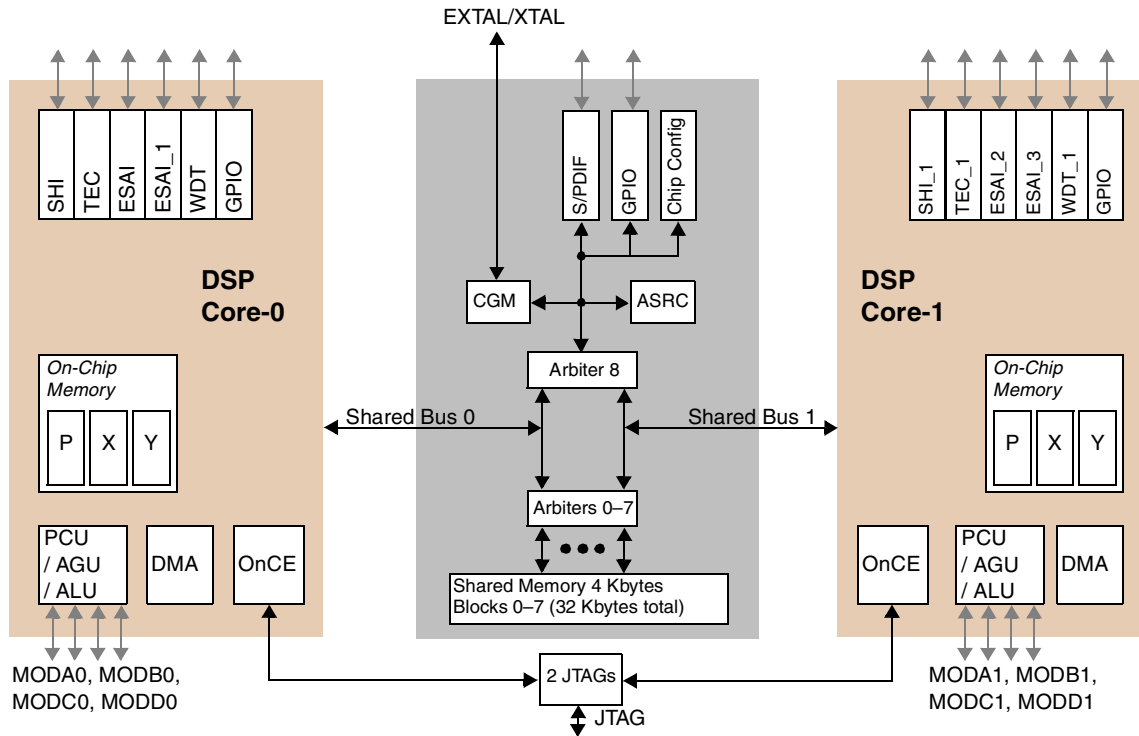 EXTAL/XTAL
SHI
TEC
ESAI
ESAI_1
WDT
GPIO
S/PDIF
GPIO
Chip Config
SHI_1
TEC_1
ESAI_2
ESAI_3
WDT_1
GPIO
DSP
Core-0
CGM
ASRC
DSP
Core-1
On-Chip
Memory
P X Y
Arbiter 8
Shared Bus 0
Shared Bus 1
On-Chip
Memory
P X Y
Arbiters 0–7
PCU
/ AGU
/ ALU
DMA
OnCE
Shared Memory 4 Kbytes
Blocks 0–7 (32 Kbytes total)
OnCE
PCU
/ AGU
/ ALU
DMA
MODA0, MODB0,
MODC0, MODD0
2 JTAGs
JTAG
MODA1, MODB1,
MODC1, MODD1